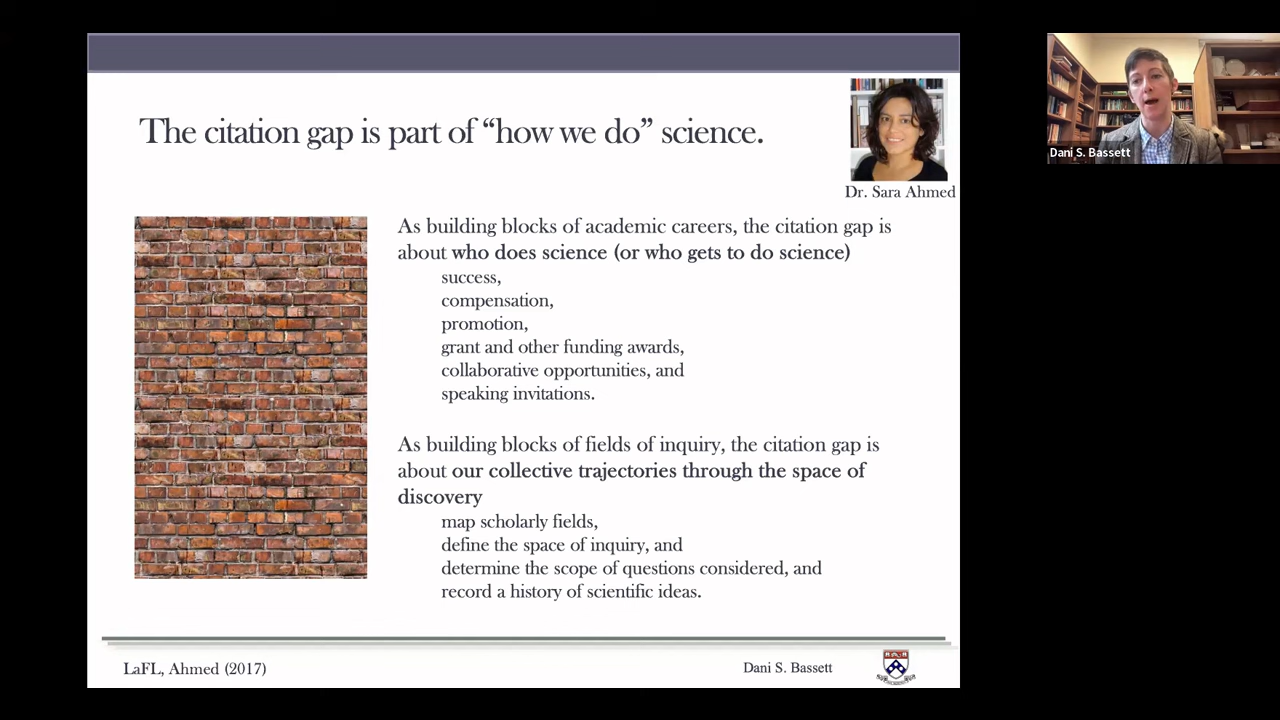 The citation gap is part of “how we do” science.
Dr. Sara Ahmed
As building blocks of academic careers, the citation gap is
about who does science (or who gets to do science)
success,
compensation,
promotion,
grant and other funding awards,
collaborative opportunities, and
speaking invitations.
As building blocks of fields of inquiry, the citation gap is
about our collective trajectories through the space of
discovery
map scholarly fields,
define the space of inquiry, and
determine the scope of questions considered, and
record a history of scientific ideas.
LaFL, Ahmed (2017)
Dani S. Bassett
Dani S. Bassett